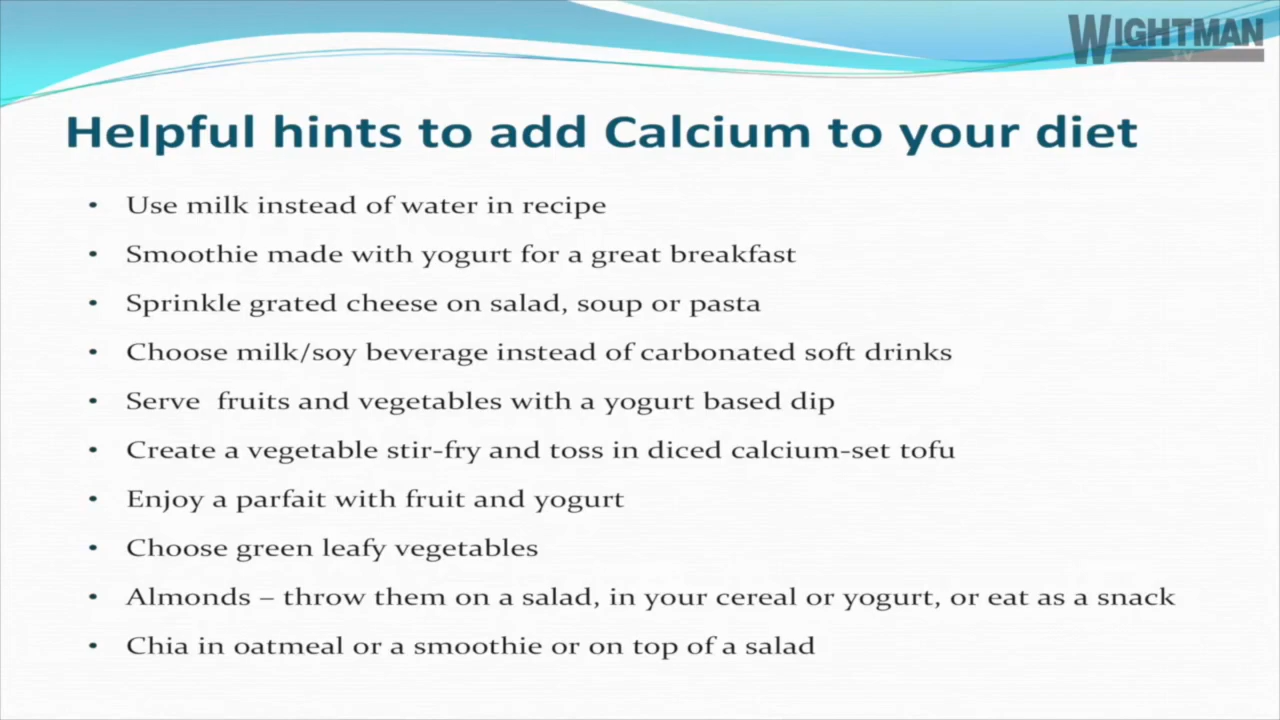 WIGHTMAN
TV
Helpful hints to add Calcium to your diet
• Use milk instead of water in recipe
• Smoothie made with yogurt for a great breakfast
• Sprinkle grated cheese on salad, soup or pasta
• Choose milk/soy beverage instead of carbonated soft drinks
• Serve  fruits and vegetables with a yogurt based dip
• Create a vegetable stir-fry and toss in diced calcium-set tofu
• Enjoy a parfait with fruit and yogurt
• Choose green leafy vegetables
• Almonds – throw them on a salad, in your cereal or yogurt, or eat as a snack
• Chia in oatmeal or a smoothie or on top of a salad